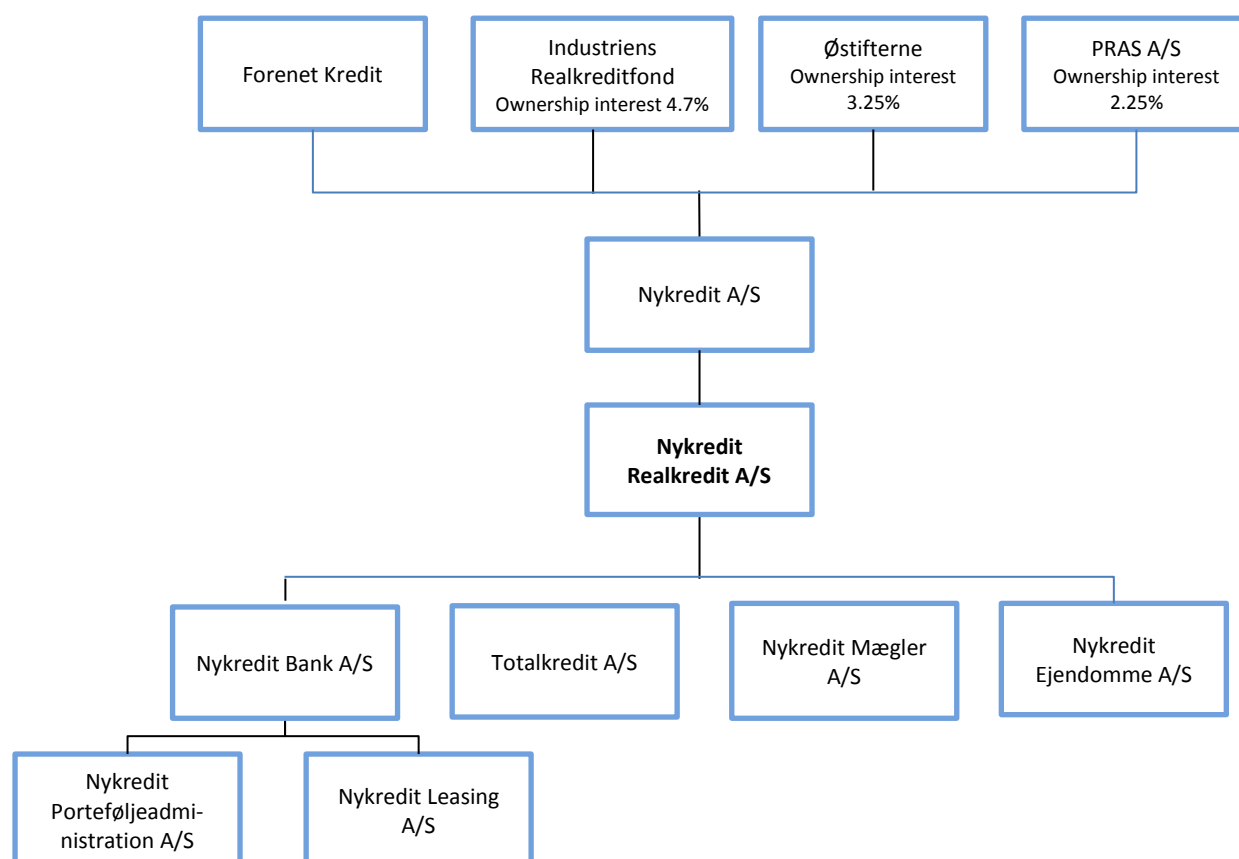 Forenet Kredit
Industriens
Realkreditfond
Ownership interest 4.7%
Østifterne
Ownership interest
3.25%
PRAS A/S
Ownership interest
2.25%
Nykredit A/S
Nykredit
Realkredit A/S
Nykredit Bank A/S
Totalkredit A/S
Nykredit Mægler
A/S
Nykredit
Ejendomme A/S
Nykredit
Porteføljeadmi-
nistration A/S
Nykredit Leasing
A/S